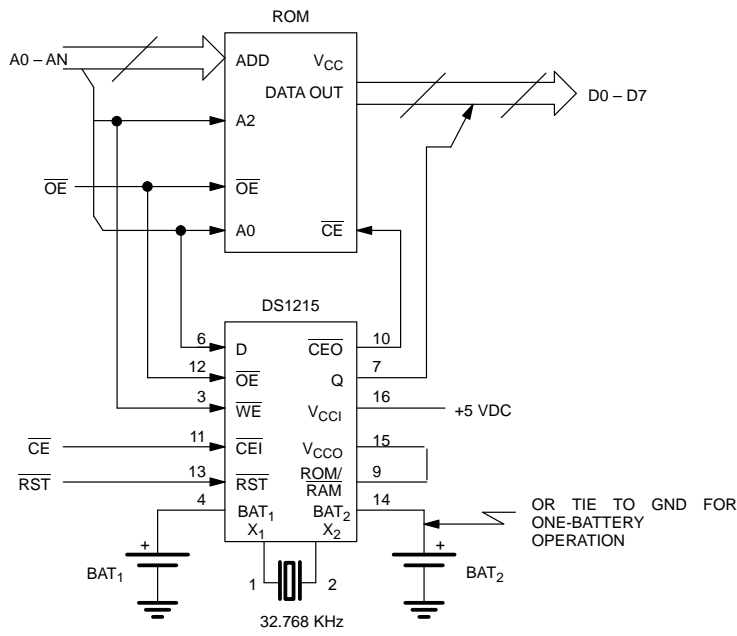 ROM
A0 – AN
ADD
VCC
DATA OUT
D0 – D7
A2
OE
OE
A0
CE
DS1215
6
D
CEO
10
12
OE
Q
7
3
WE
VCCI
16
+5 VDC
CE
11
CEI
VCCO
15
RST
13
RST
ROM/
RAM
9
4
BAT1
BAT2
14
X1
X2
OR TIE TO GND FOR
ONE-BATTERY
OPERATION
+
BAT1
+
BAT2
1
2
32.768 KHz